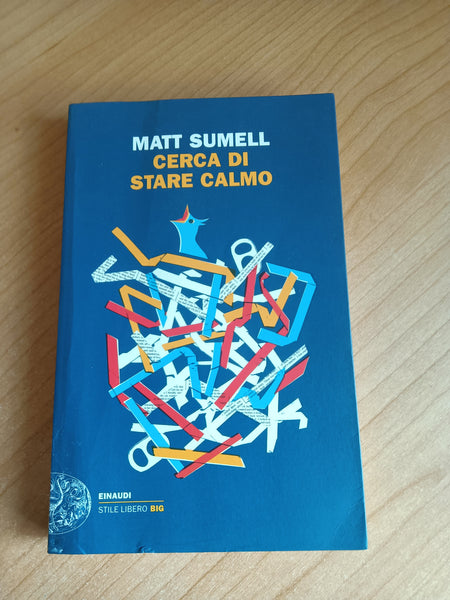 MATT SUMELL
CERCA DI
STARE CALMO
EINAUDI
STILE LIBERO BIG